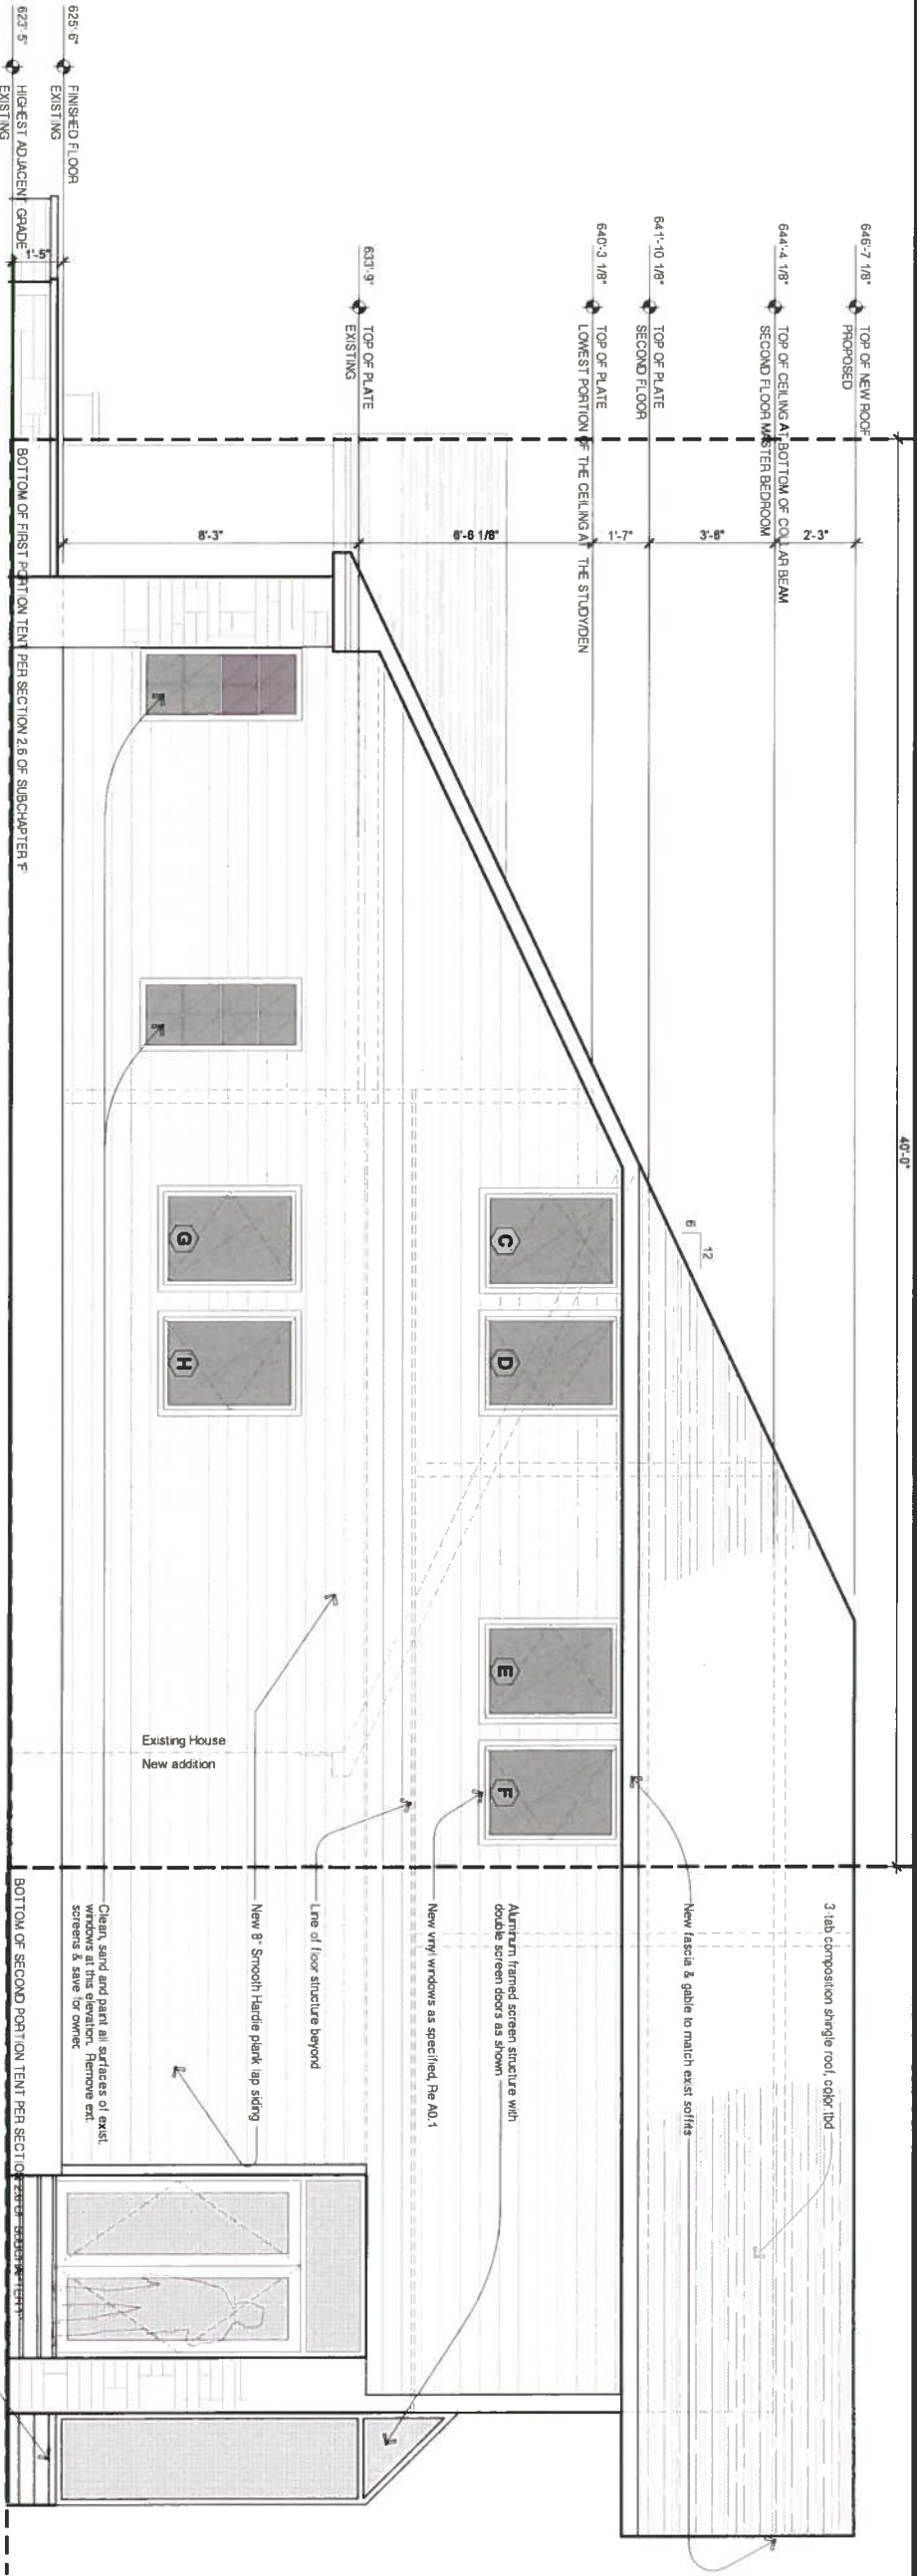 40'-0"
646'-7 1/8"
TOP OF NEW ROOF
PROPOSED
644'-4 1/8"
TOP OF CEILING AT BOTTOM OF COLLAR BEAM
SECOND FLOOR MASTER BEDROOM
641'-10 1/8"
TOP OF PLATE
SECOND FLOOR
640'-3 1/8"
TOP OF PLATE
LOWEST PORTION OF THE CEILING AT THE STUDY/DEN
633'-9"
TOP OF PLATE
EXISTING
625'-6"
FINISHED FLOOR
EXISTING
623'-5"
HIGHEST ADJACENT GRADE
EXISTING
2'-3"
3'-6"
1'-7"
6'-6 1/8"
8'-3"
1'-5"
12
6
C
D
E
F
G
H
3-tab composition shingle roof, color tbd
New fascia & gable to match exist soffits
Aluminum framed screen structure with
double screen doors as shown
New vinyl windows as specified, Re A0.1
Line of floor structure beyond
New 8" Smooth Hardie plank lap siding
Clean, sand and paint all surfaces of exist.
windows at this elevation. Remove ext.
screens & save for owner.
Existing House
New addition
BOTTOM OF FIRST PORTION TENT PER SECTION 2.6 OF SUBCHAPTER 'F'
BOTTOM OF SECOND PORTION TENT PER SECTION 2.6 OF SUBCHAPTER 'F'